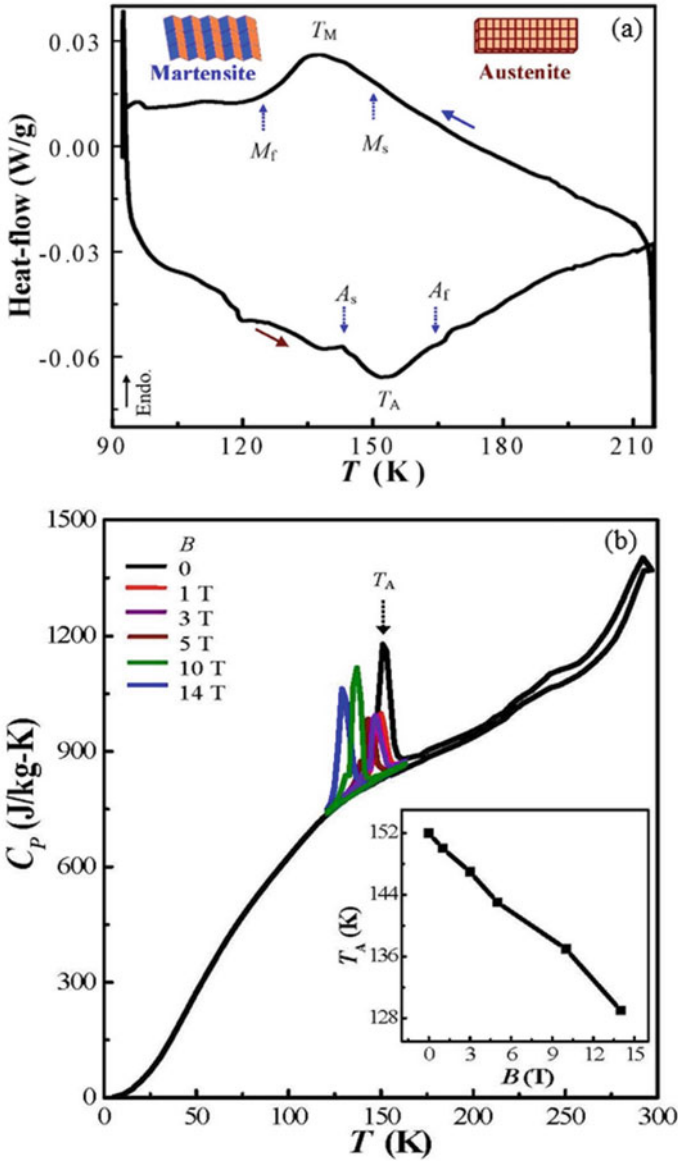 (a)
T_M
Martensite
Austenite
M_f
M_s
A_s
A_f
T_A
Endo.
Heat-flow (W/g)
0.03
0.00
-0.03
-0.06
90 120 150 180 210
T (K)
(b)
B
0
1 T
3 T
5 T
10 T
14 T
T_A
C_P (J/kg-K)
1500
1200
900
600
300
0
T_A (K)
152
144
136
128
0 3 6 9 12 15
B (T)
0 50 100 150 200 250 300
T (K)